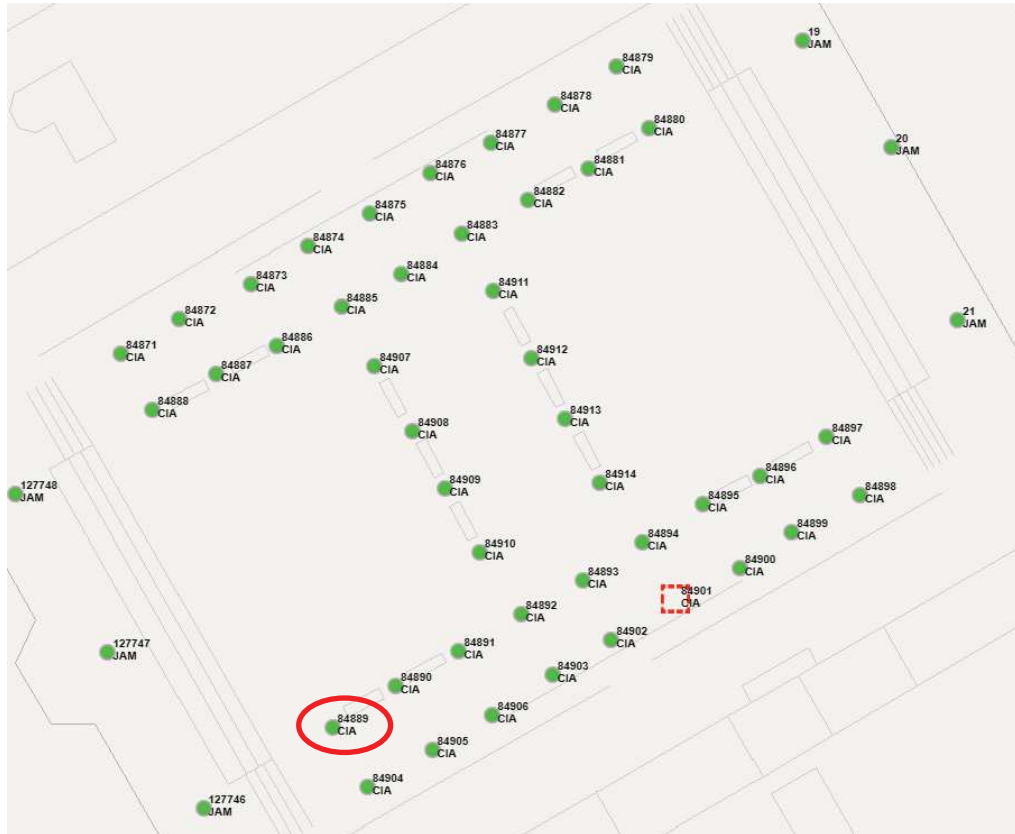 19
JAM
84879
CIA
84878
CIA
84880
CIA
84877
CIA
20
JAM
84876
CIA
84881
CIA
84882
CIA
84875
CIA
84883
CIA
84874
CIA
84884
CIA
84873
CIA
84911
CIA
84885
CIA
21
JAM
84872
CIA
84886
CIA
84871
CIA
84912
CIA
84907
CIA
84887
CIA
84888
CIA
84913
CIA
84908
CIA
84897
CIA
84896
CIA
84914
CIA
84909
CIA
127748
JAM
84898
CIA
84895
CIA
84899
CIA
84894
CIA
84910
CIA
84900
CIA
84893
CIA
84901
CIA
84892
CIA
84902
CIA
127747
JAM
84891
CIA
84903
CIA
84890
CIA
84906
CIA
84889
CIA
84905
CIA
84904
CIA
127746
JAM